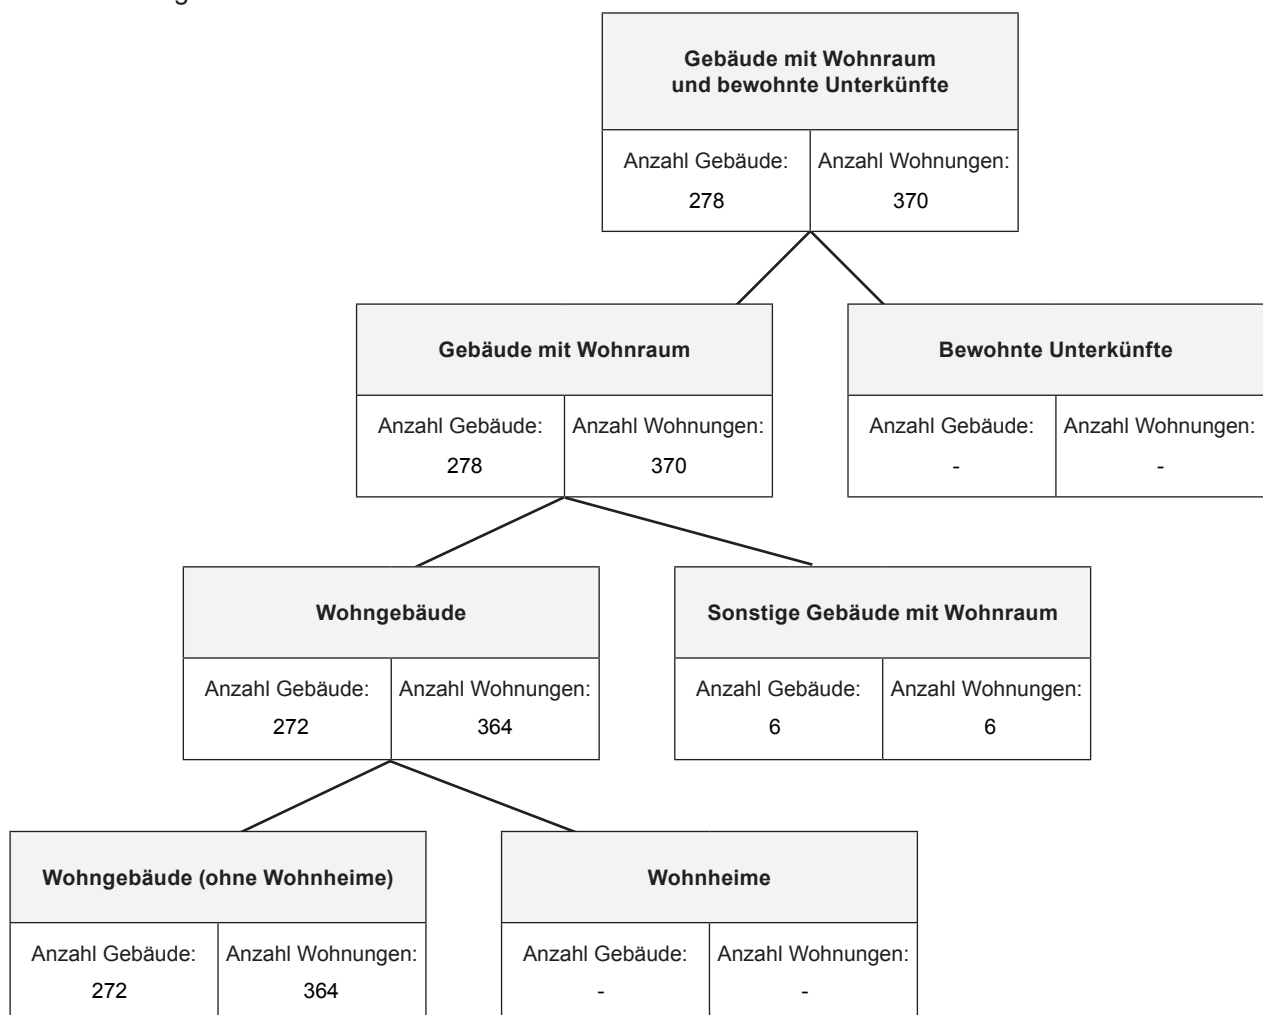 Gebäude mit Wohnraum
und bewohnte Unterkünfte
Anzahl Gebäude: Anzahl Wohnungen:
278 370
Gebäude mit Wohnraum Bewohnte Unterkünfte
Anzahl Gebäude: Anzahl Wohnungen: Anzahl Gebäude: Anzahl Wohnungen:
278 370 - -
Wohngebäude Sonstige Gebäude mit Wohnraum
Anzahl Gebäude: Anzahl Wohnungen: Anzahl Gebäude: Anzahl Wohnungen:
272 364 6 6
Wohngebäude (ohne Wohnheime) Wohnheime
Anzahl Gebäude: Anzahl Wohnungen: Anzahl Gebäude: Anzahl Wohnungen:
272 364 - -